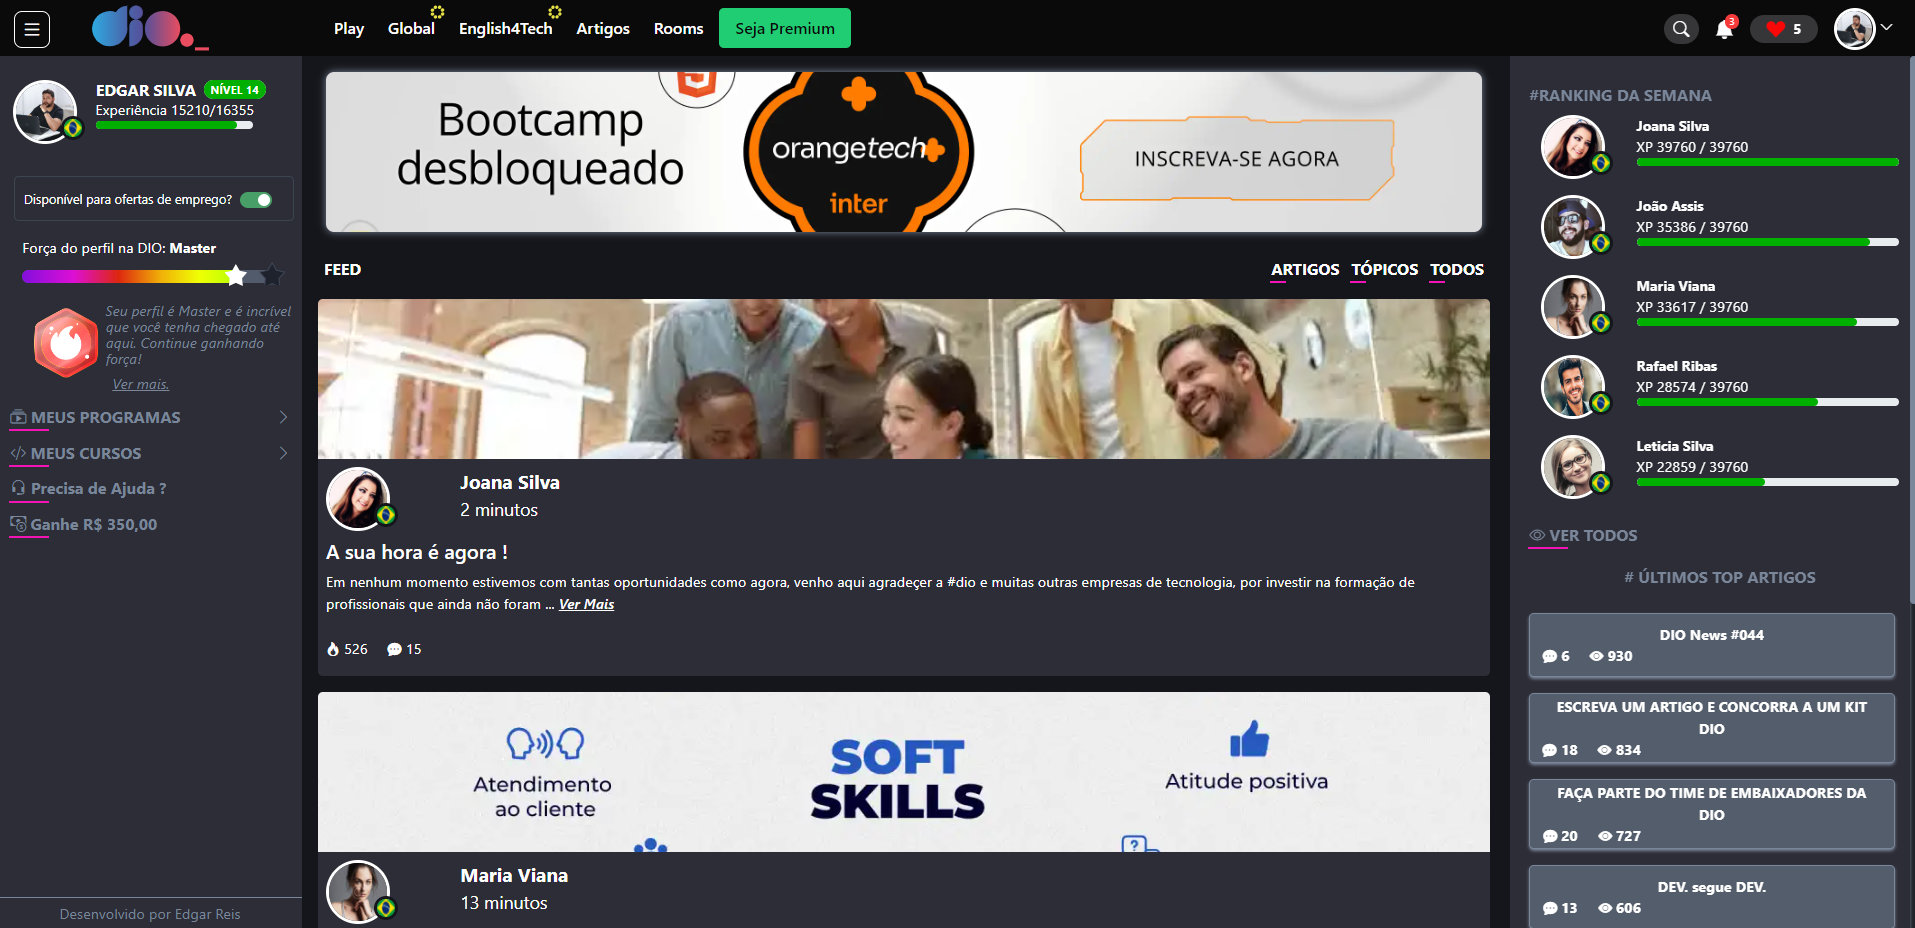 dio._
Play
Global
English4Tech
Artigos
Rooms
Seja Premium
3
5
EDGAR SILVA
NÍVEL 14
Experiência 15210/16355
Disponível para ofertas de emprego?
Força do perfil na DIO: Master
Seu perfil é Master e é incrível
que você tenha chegado até
aqui. Continue ganhando
força!
Ver mais.
MEUS PROGRAMAS
MEUS CURSOS
Precisa de Ajuda ?
Ganhe R$ 350,00
Desenvolvido por Edgar Reis
Bootcamp
desbloqueado
orangetech+
inter
INSCREVA-SE AGORA
FEED
ARTIGOS
TÓPICOS
TODOS
Joana Silva
2 minutos
A sua hora é agora !
Em nenhum momento estivemos com tantas oportunidades como agora, venho aqui agradeçer a #dio e muitas outras empresas de tecnologia, por investir na formação de
profissionais que ainda não foram ... Ver Mais
526
15
Atendimento
ao cliente
SOFT
SKILLS
Atitude positiva
?
Maria Viana
13 minutos
#RANKING DA SEMANA
Joana Silva
XP 39760 / 39760
João Assis
XP 35386 / 39760
Maria Viana
XP 33617 / 39760
Rafael Ribas
XP 28574 / 39760
Leticia Silva
XP 22859 / 39760
VER TODOS
# ÚLTIMOS TOP ARTIGOS
DIO News #044
6
930
ESCREVA UM ARTIGO E CONCORRA A UM KIT
DIO
18
834
FAÇA PARTE DO TIME DE EMBAIXADORES DA
DIO
20
727
DEV. segue DEV.
13
606